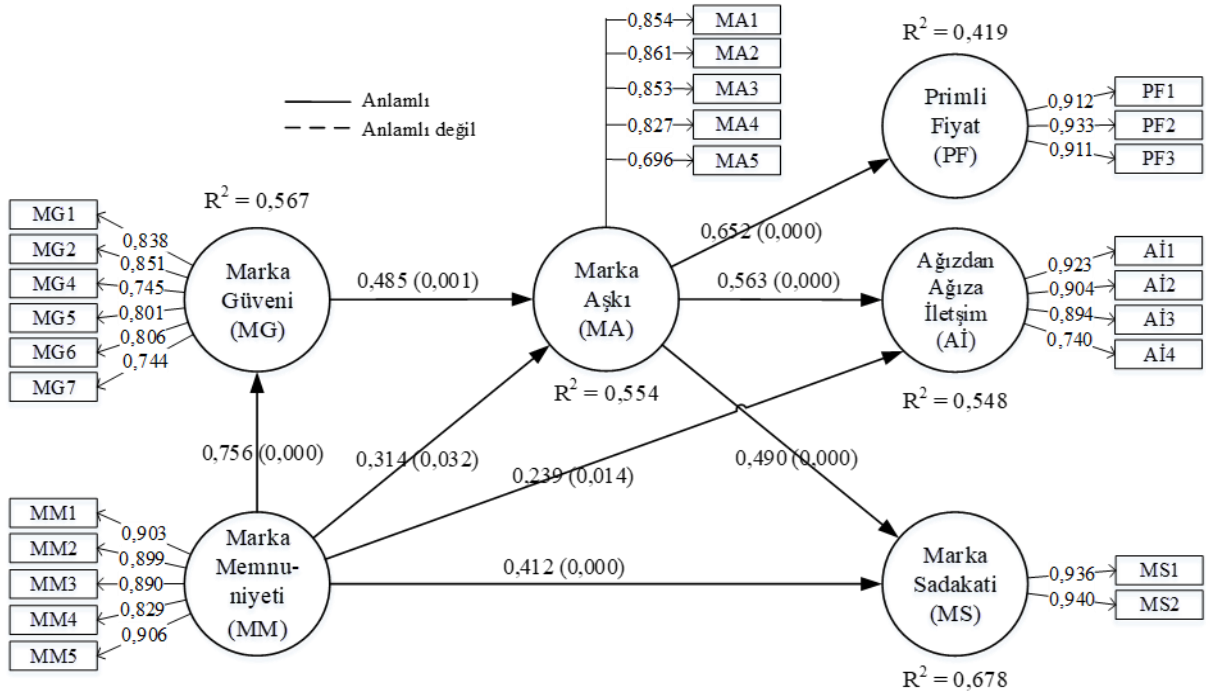 0,854
MA1
0,861
MA2
0,853
MA3
0,827
MA4
0,696
MA5
R² = 0,419
Primli
Fiyat
(PF)
0,912
PF1
0,933
PF2
0,911
PF3
Anlamlı
Anlamlı değil
R² = 0,567
MG1
MG2
MG4
MG5
MG6
MG7
0,838
0,851
0,745
0,801
0,806
0,744
Marka
Güveni
(MG)
0,485 (0,001)
Marka
Aşkı
(MA)
R² = 0,554
0,652 (0,000)
0,563 (0,000)
Ağızdan
Ağıza
İletşim
(Aİ)
0,923
Aİ1
0,904
Aİ2
0,894
Aİ3
0,740
Aİ4
R² = 0,548
0,756 (0,000)
0,314 (0,032)
0,239 (0,014)
0,490 (0,000)
MM1
MM2
MM3
MM4
MM5
0,903
0,899
0,890
0,829
0,906
Marka
Memnu-
niyeti
(MM)
0,412 (0,000)
Marka
Sadakati
(MS)
0,936
MS1
0,940
MS2
R² = 0,678